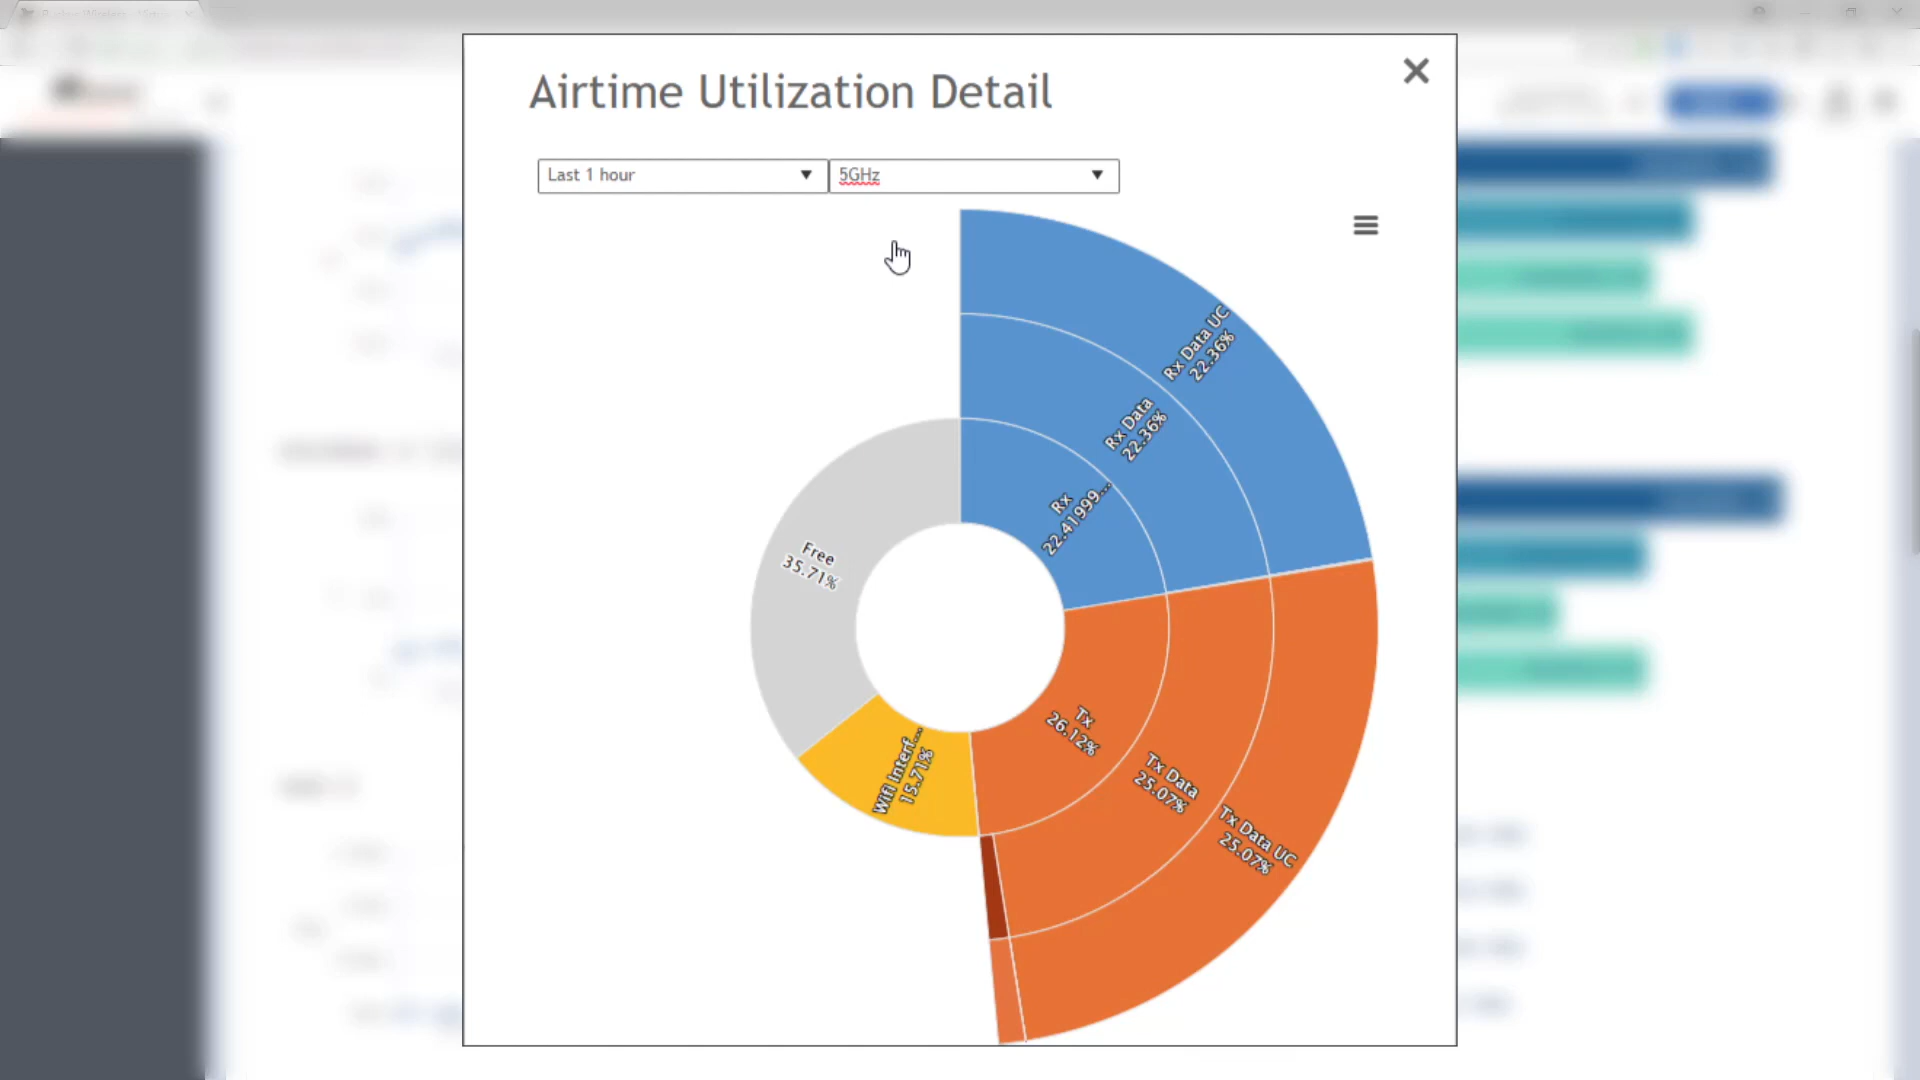 Airtime Utilization Detail
Last 1 hour
5GHz
Rx Data UC
22.36%
Rx Data
22.36%
Rx
22.41999...
Free
35.71%
Tx
26.12%
Tx Data
25.07%
Tx Data UC
25.07%
Wifi Interf...
15.71%